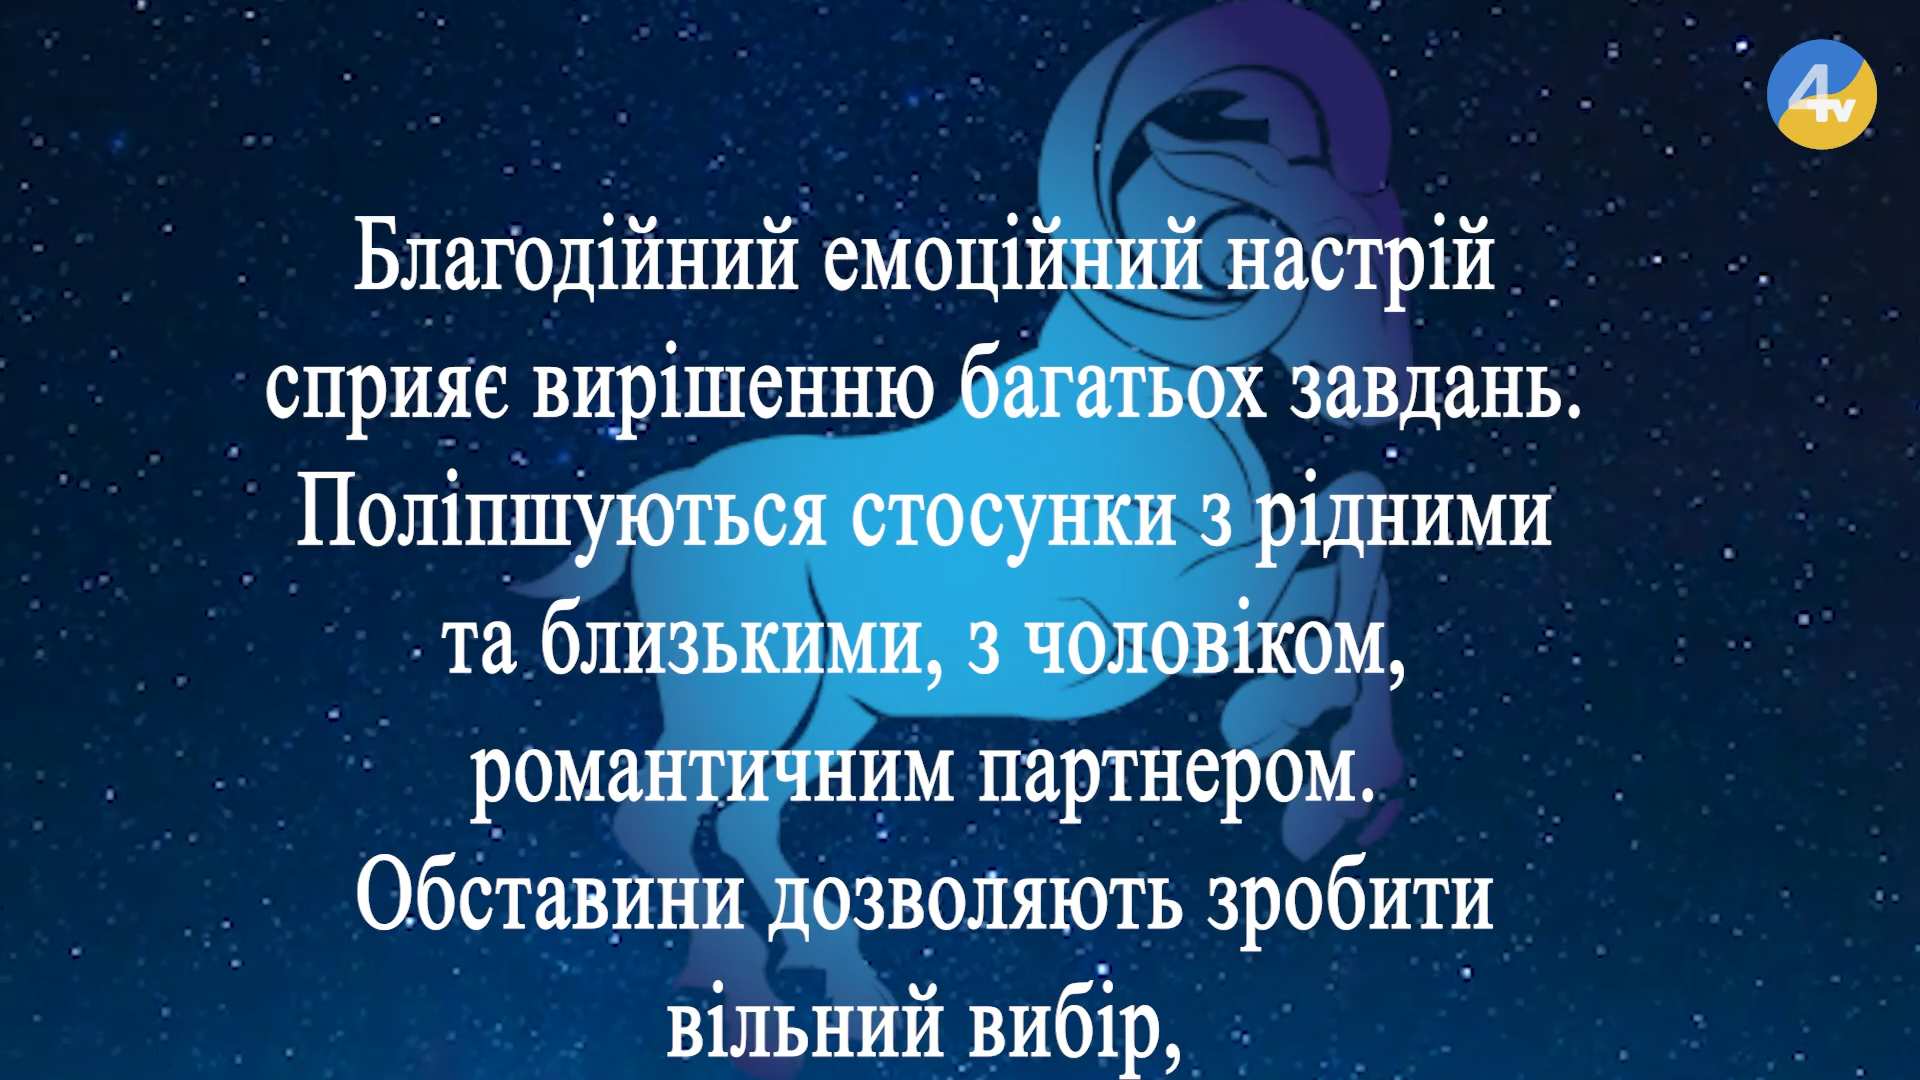 4tv
Благодійний емоційний настрій
сприяє вирішенню багатьох завдань.
Поліпшуються стосунки з рідними
та близькими, з чоловіком,
романтичним партнером.
Обставини дозволяють зробити
вільний вибір,